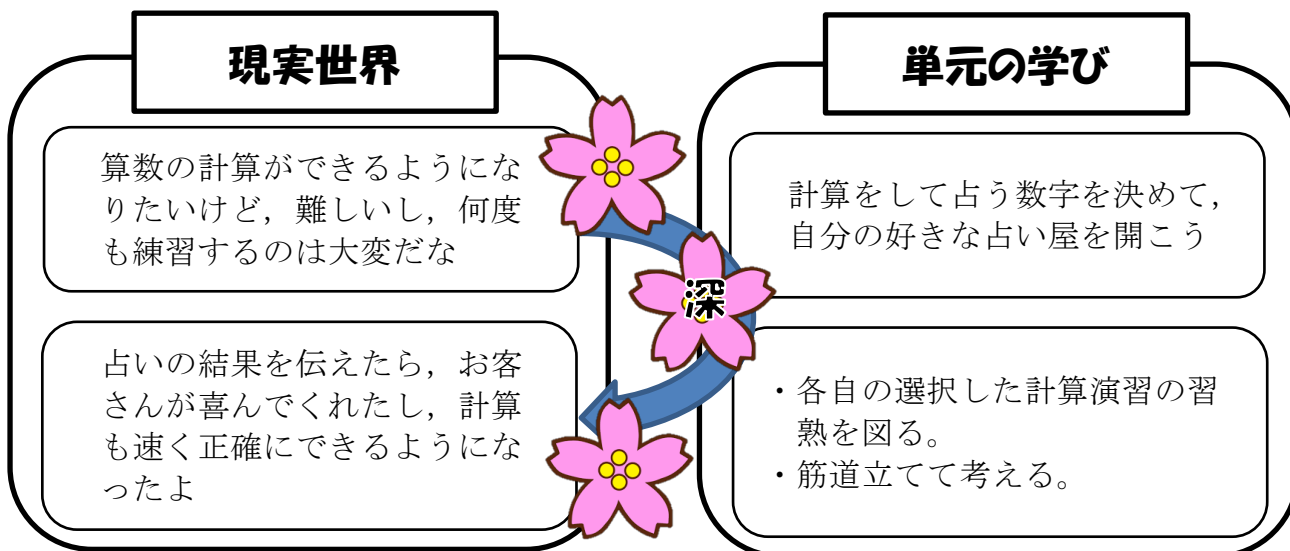 現実世界
算数の計算ができるようにな
りたいけど，難しいし，何度
も練習するのは大変だな
占いの結果を伝えたら，お客
さんが喜んでくれたし，計算
も速く正確にできるようにな
ったよ
深
単元の学び
計算をして占う数字を決めて，
自分の好きな占い屋を開こう
・各自の選択した計算演習の習
熟を図る。
・筋道立てて考える。